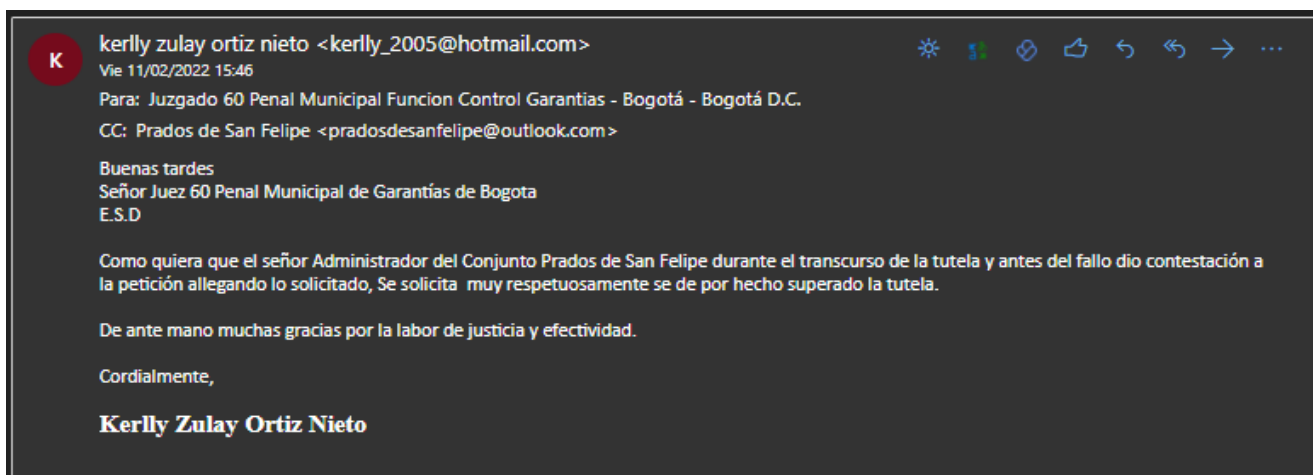 K
kerlly zulay ortiz nieto <kerlly_2005@hotmail.com>
Vie 11/02/2022 15:46
Para: Juzgado 60 Penal Municipal Funcion Control Garantias - Bogotá - Bogotá D.C.
CC: Prados de San Felipe <pradosdesanfelipe@outlook.com>
Buenas tardes
Señor Juez 60 Penal Municipal de Garantías de Bogota
E.S.D
Como quiera que el señor Administrador del Conjunto Prados de San Felipe durante el transcurso de la tutela y antes del fallo dio contestación a
la petición allegando lo solicitado, Se solicita  muy respetuosamente se de por hecho superado la tutela.
De ante mano muchas gracias por la labor de justicia y efectividad.
Cordialmente,
Kerlly Zulay Ortiz Nieto